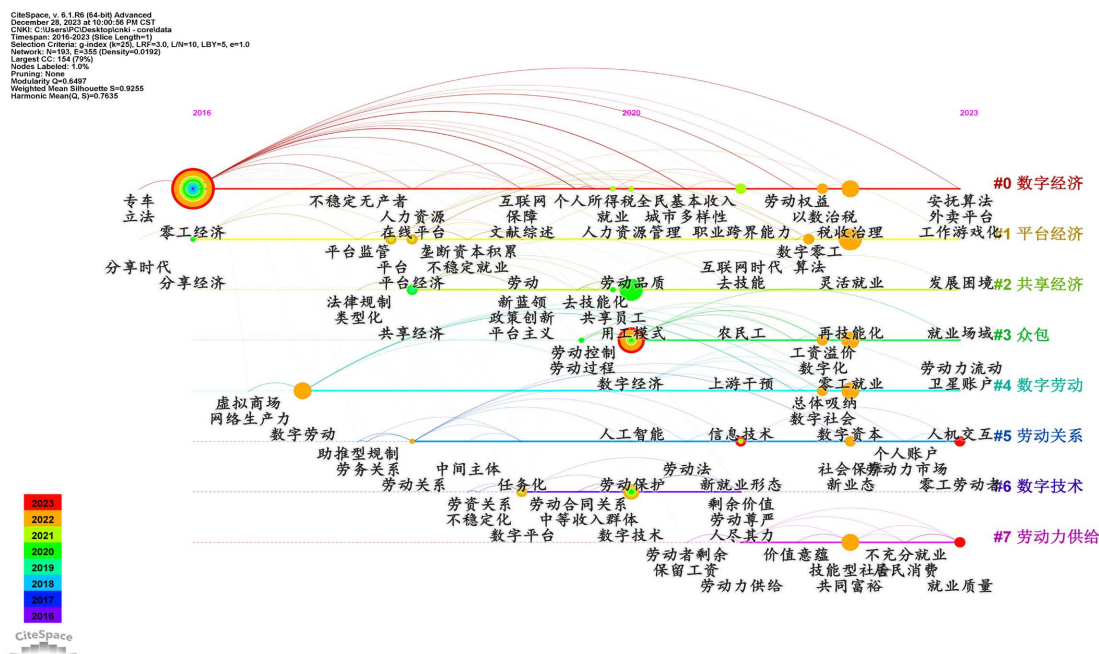 CiteSpace, v. 6.1.R6 (64-bit) Advanced
December 28, 2023 at 10:00:56 PM CST
CNKI: C:\Users\PC\Desktop\cnki - core\data
Timespan: 2016-2023 (Slice Length=1)
Selection Criteria: g-index (k=25), LRF=3.0, L/N=10, LBY=5, e=1.0
Network: N=193, E=355 (Density=0.0192)
Largest CC: 154 (79%)
Nodes Labeled: 1.0%
Pruning: None
Modularity Q=0.6497
Weighted Mean Silhouette S=0.9255
Harmonic Mean(Q, S)=0.7635
2016 2020 2023
#0 数字经济
专车 不稳定无产者 互联网 个人所得税 全民基本收入 劳动权益 安抚算法
立法 人力资源 保障 就业 城市多样性 以数治税 外卖平台
零工经济 在线平台 文献综述 人力资源管理 职业跨界能力 税收治理 工作游戏化 #1 平台经济
平台监管 垄断资本积累 数字零工
分享时代 平台 不稳定就业 互联网时代 算法
分享经济 平台经济 劳动 劳动品质 去技能 灵活就业 发展困境 #2 共享经济
法律规制 新蓝领 去技能化
类型化 政策创新 共享员工
共享经济 平台主义 用工模式 农民工 再技能化 就业场域 #3 众包
劳动控制 工资溢价
劳动过程 数字化 劳动力流动
数字经济 上游干预 零工就业 卫星账户 #4 数字劳动
虚拟商场 总体吸纳
网络生产力 数字社会
数字劳动 人工智能 信息技术 数字资本 人机交互 #5 劳动关系
助推型规制 个人账户
劳务关系 中间主体 劳动法 社会保障 劳动力市场
劳动关系 任务化 劳动保护 新就业形态 新业态 零工劳动者 #6 数字技术
劳资关系 劳动合同关系 剩余价值
不稳定化 中等收入群体 劳动尊严
数字平台 数字技术 人尽其力 #7 劳动力供给
劳动者剩余 价值意蕴 不充分就业
保留工资 技能型社会 居民消费
劳动力供给 共同富裕 就业质量
2023
2022
2021
2020
2019
2018
2017
2016
CiteSpace